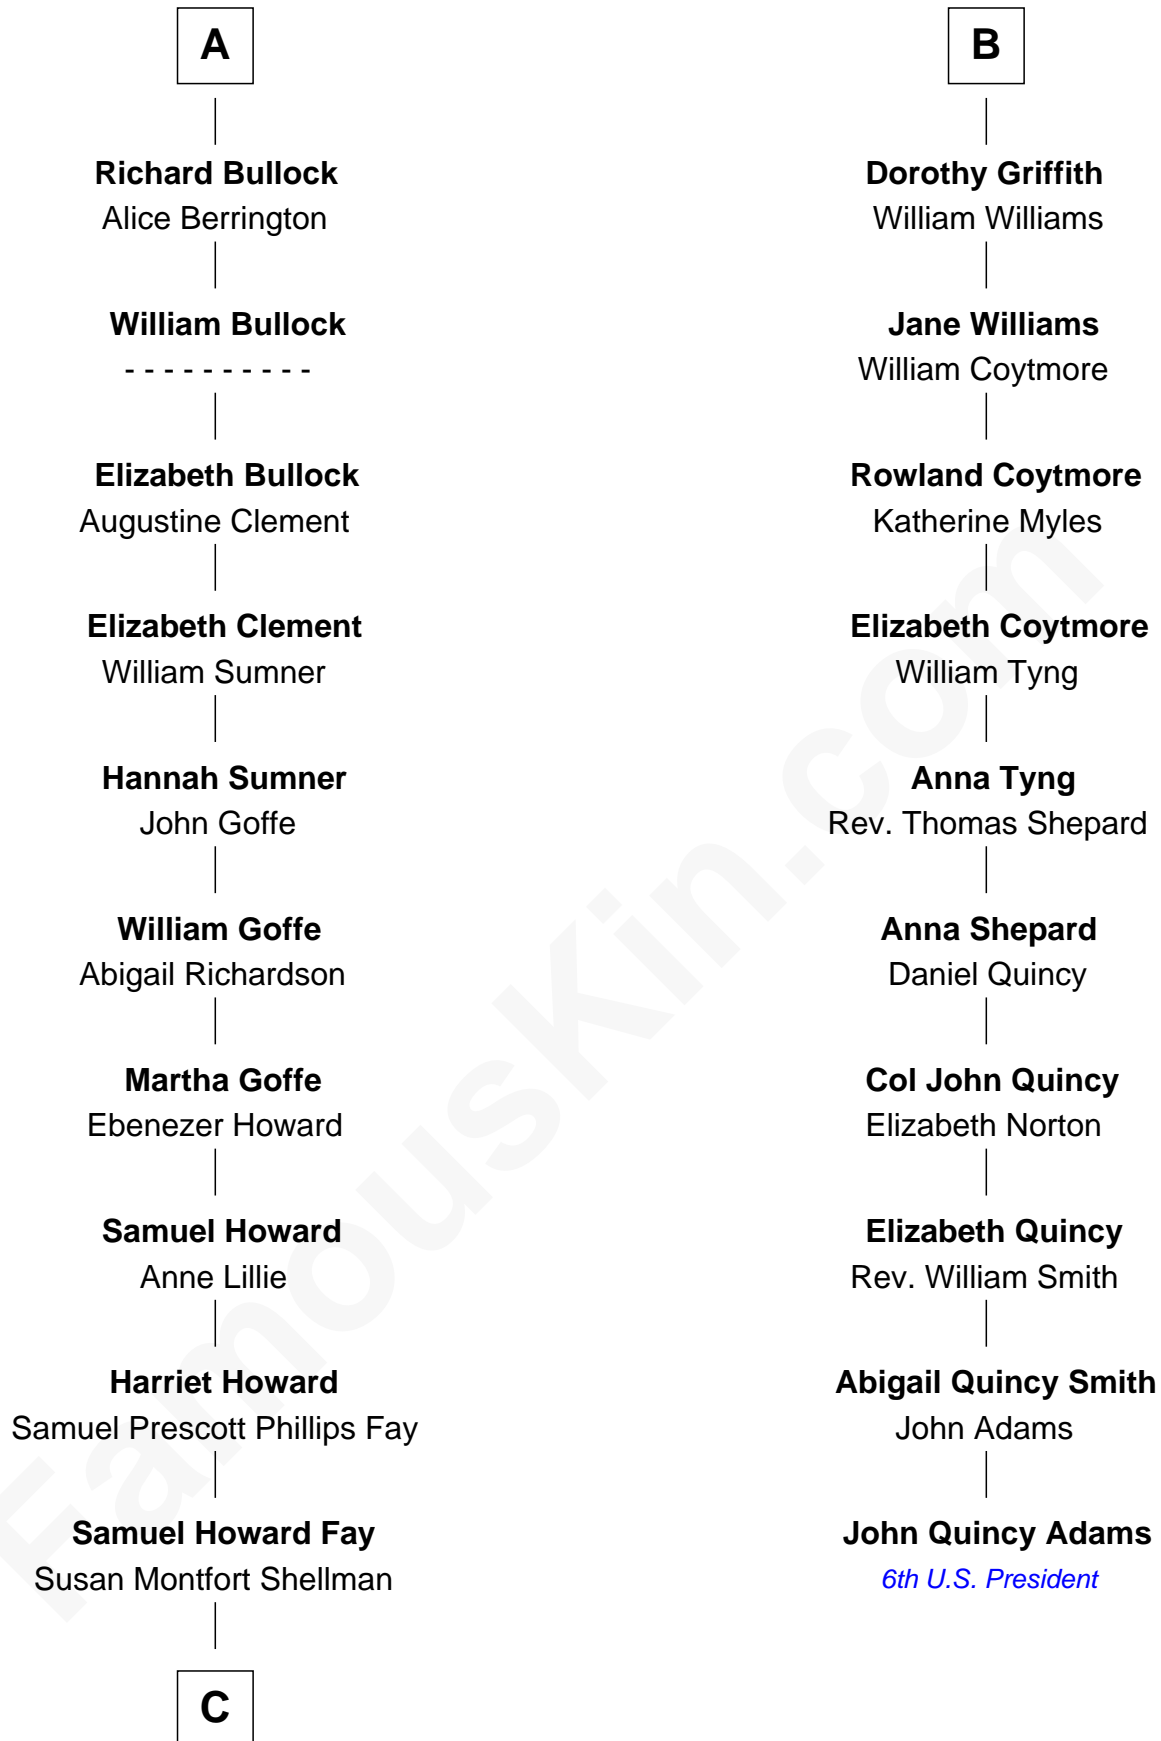 A
Richard Bullock
Alice Berrington
William Bullock
- - - - - - - - - -
Elizabeth Bullock
Augustine Clement
Elizabeth Clement
William Sumner
Hannah Sumner
John Goffe
William Goffe
Abigail Richardson
Martha Goffe
Ebenezer Howard
Samuel Howard
Anne Lillie
Harriet Howard
Samuel Prescott Phillips Fay
Samuel Howard Fay
Susan Montfort Shellman
C
B
Dorothy Griffith
William Williams
Jane Williams
William Coytmore
Rowland Coytmore
Katherine Myles
Elizabeth Coytmore
William Tyng
Anna Tyng
Rev. Thomas Shepard
Anna Shepard
Daniel Quincy
Col John Quincy
Elizabeth Norton
Elizabeth Quincy
Rev. William Smith
Abigail Quincy Smith
John Adams
John Quincy Adams
6th U.S. President
FamousKin.com